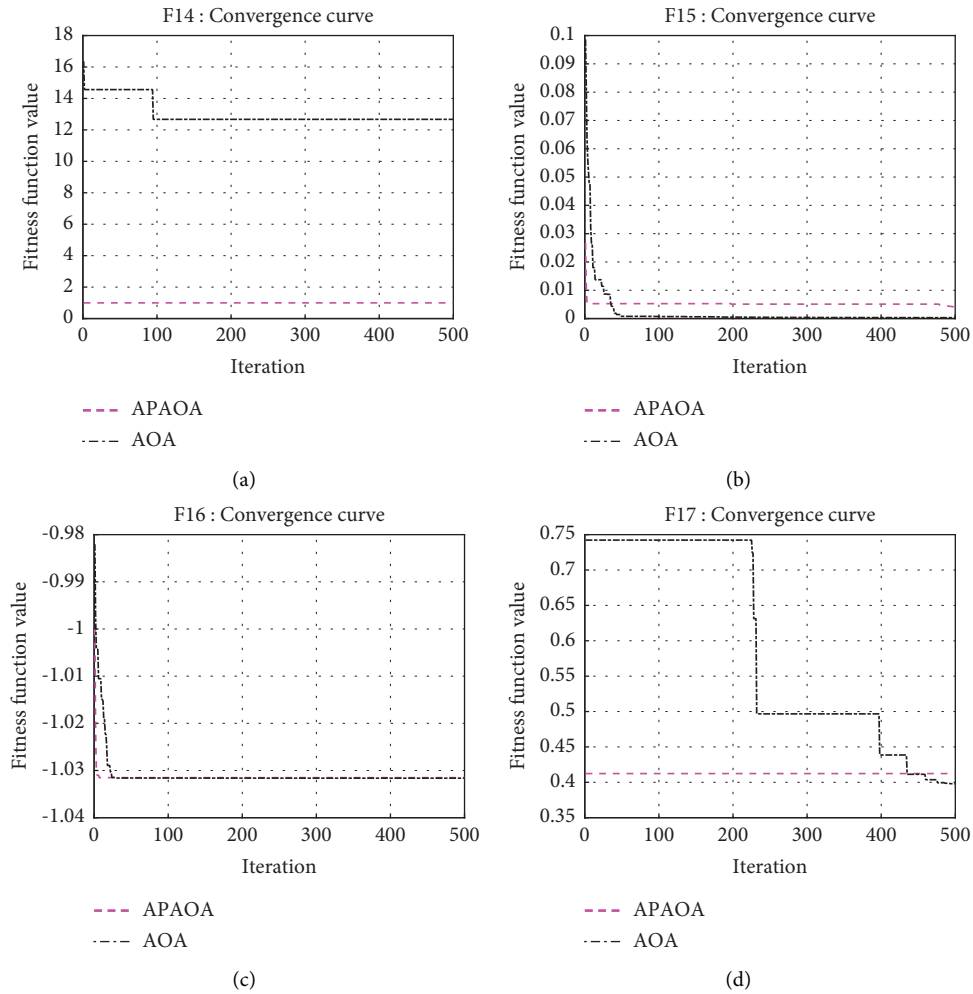 F14 : Convergence curve
18
16
14
12
10
8
6
4
2
1
0
0 100 200 300 400 500
Fitness function value
Iteration
APAOA
AOA
(a)
F15 : Convergence curve
0.1
0.09
0.08
0.07
0.06
0.05
0.04
0.03
0.02
0.01
0
0 100 200 300 400 500
Fitness function value
Iteration
APAOA
AOA
(b)
F16 : Convergence curve
-0.98
-0.99
-1
-1.01
-1.02
-1.03
-1.04
0 100 200 300 400 500
Fitness function value
Iteration
APAOA
AOA
(c)
F17 : Convergence curve
0.75
0.7
0.65
0.6
0.55
0.5
0.45
0.4
0.35
0 100 200 300 400 500
Fitness function value
Iteration
APAOA
AOA
(d)